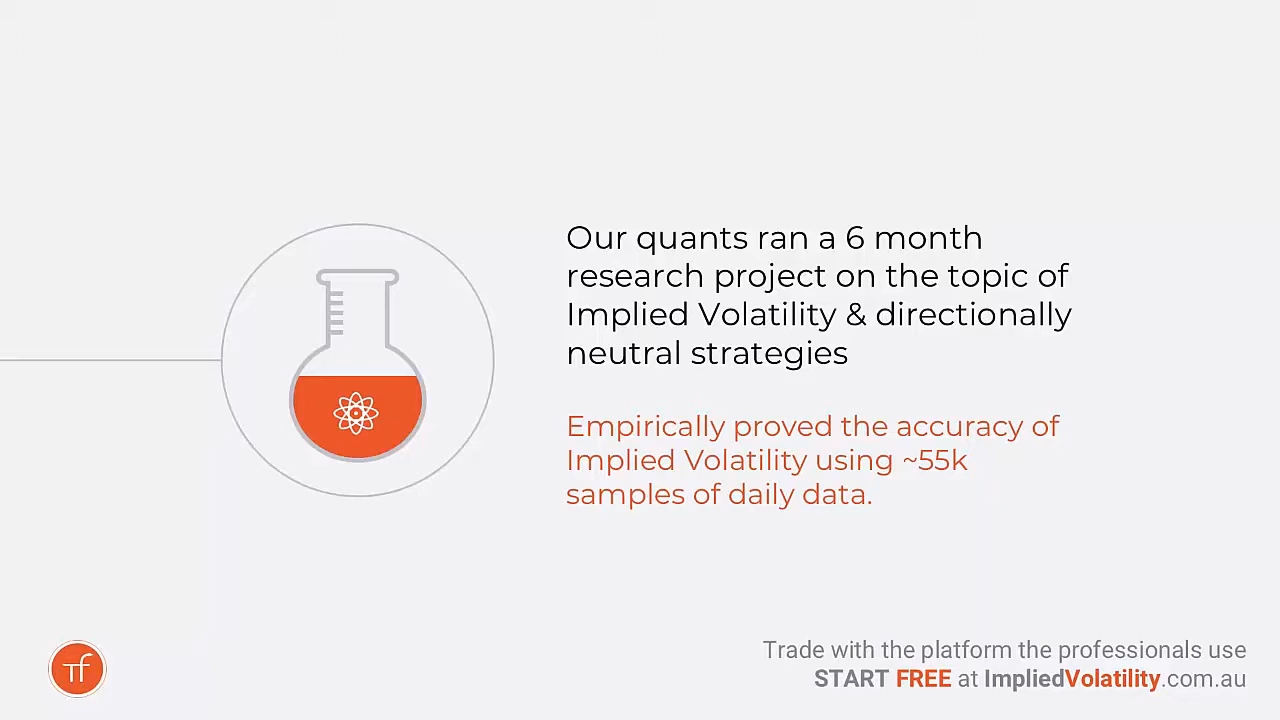 Our quants ran a 6 month
research project on the topic of
Implied Volatility & directionally
neutral strategies
Empirically proved the accuracy of
Implied Volatility using ~55k
samples of daily data.
Trade with the platform the professionals use
START FREE at ImpliedVolatility.com.au